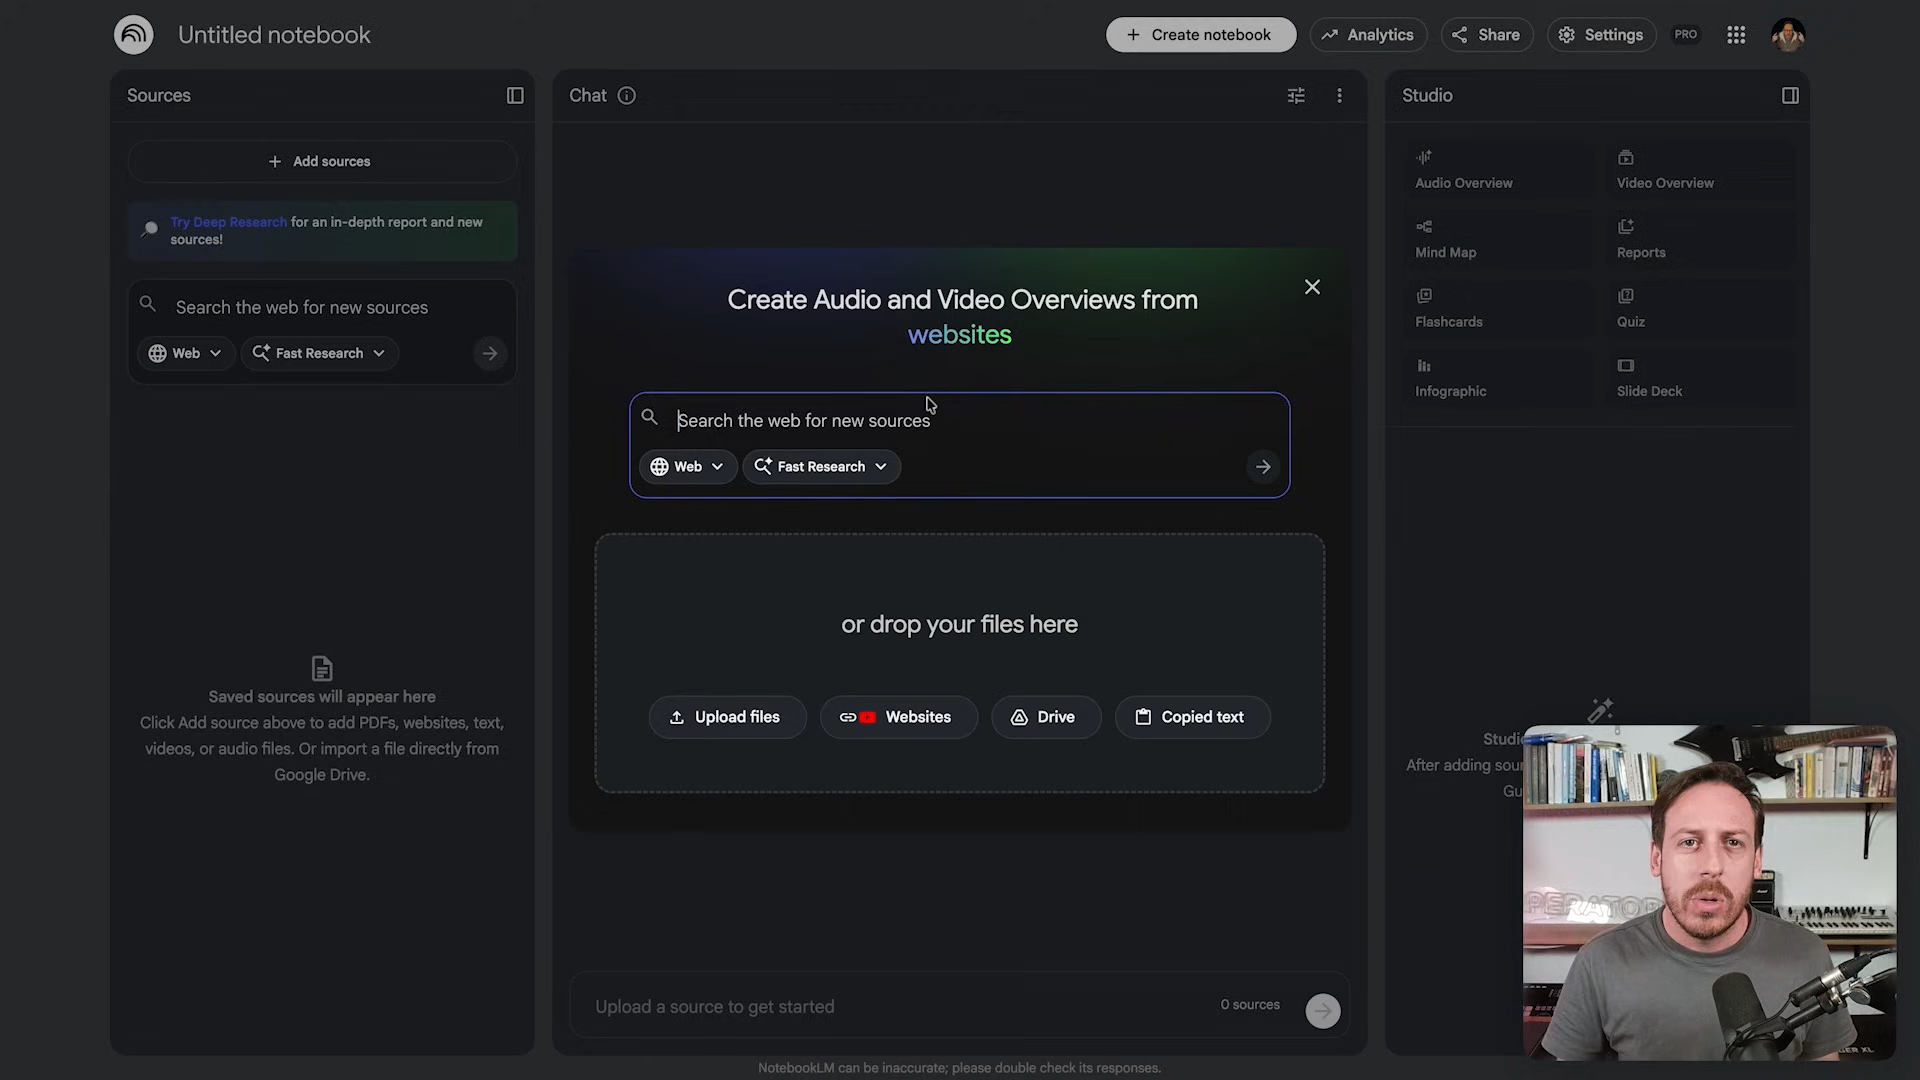 Untitled notebook
Create notebook
Analytics
Share
Settings
PRO
Sources
Add sources
Try Deep Research for an in-depth report and new
sources!
Search the web for new sources
Web
Fast Research
Saved sources will appear here
Click Add source above to add PDFs, websites, text,
videos, or audio files. Or import a file directly from
Google Drive.
Chat
Create Audio and Video Overviews from
websites
Search the web for new sources
Web
Fast Research
or drop your files here
Upload files
Websites
Drive
Copied text
Upload a source to get started
0 sources
NotebookLM can be inaccurate; please double check its responses.
Studio
Audio Overview
Video Overview
Mind Map
Reports
Flashcards
Quiz
Infographic
Slide Deck
Studio
After adding sour
Gu
PERATOR